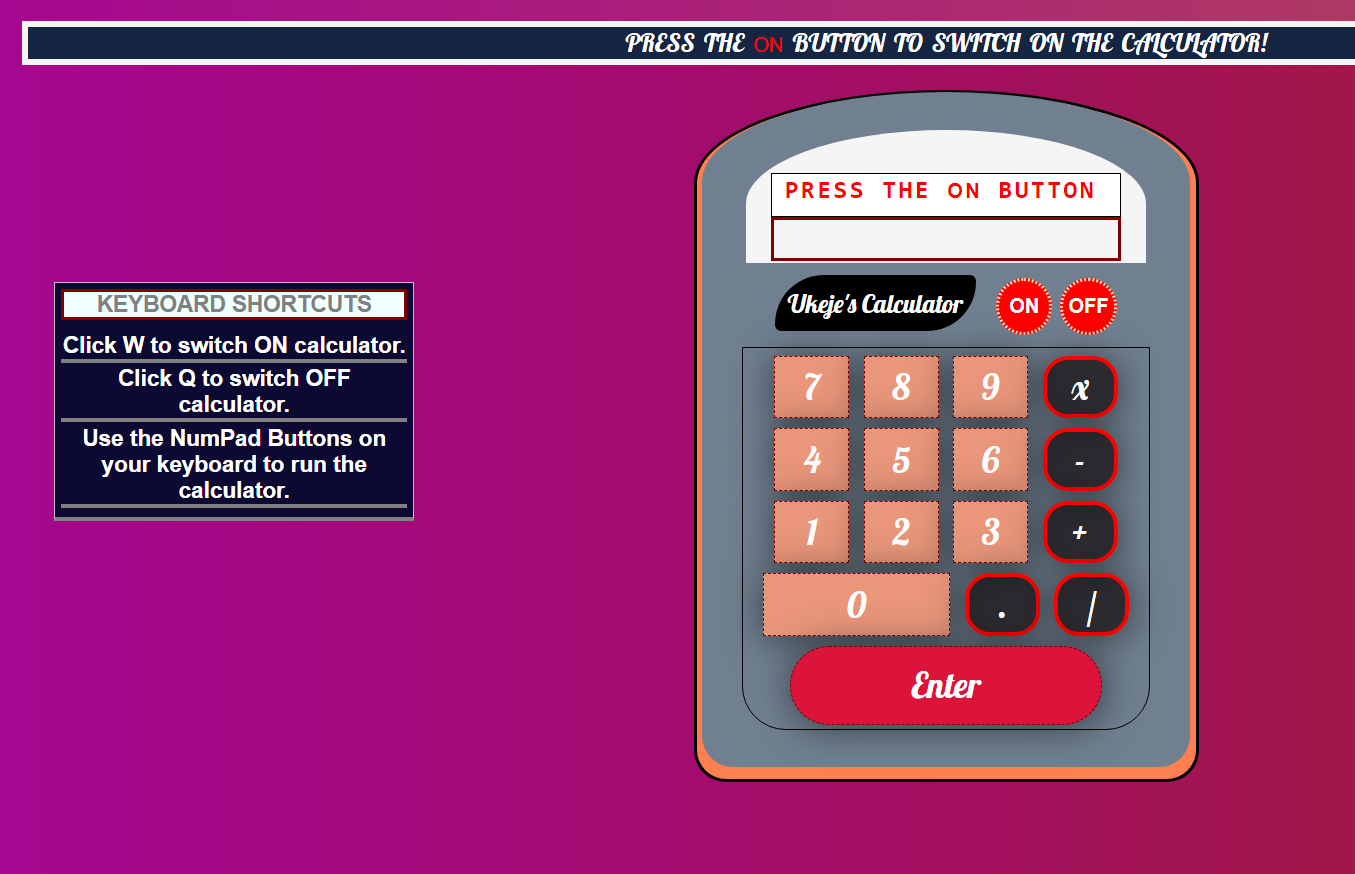 PRESS THE ON BUTTON TO SWITCH ON THE CALCULATOR!
PRESS THE ON BUTTON
Ukeje's Calculator
ON OFF
KEYBOARD SHORTCUTS
Click W to switch ON calculator.
Click Q to switch OFF
calculator.
Use the NumPad Buttons on
your keyboard to run the
calculator.
7 8 9 x
4 5 6 -
1 2 3 +
0 . /
Enter